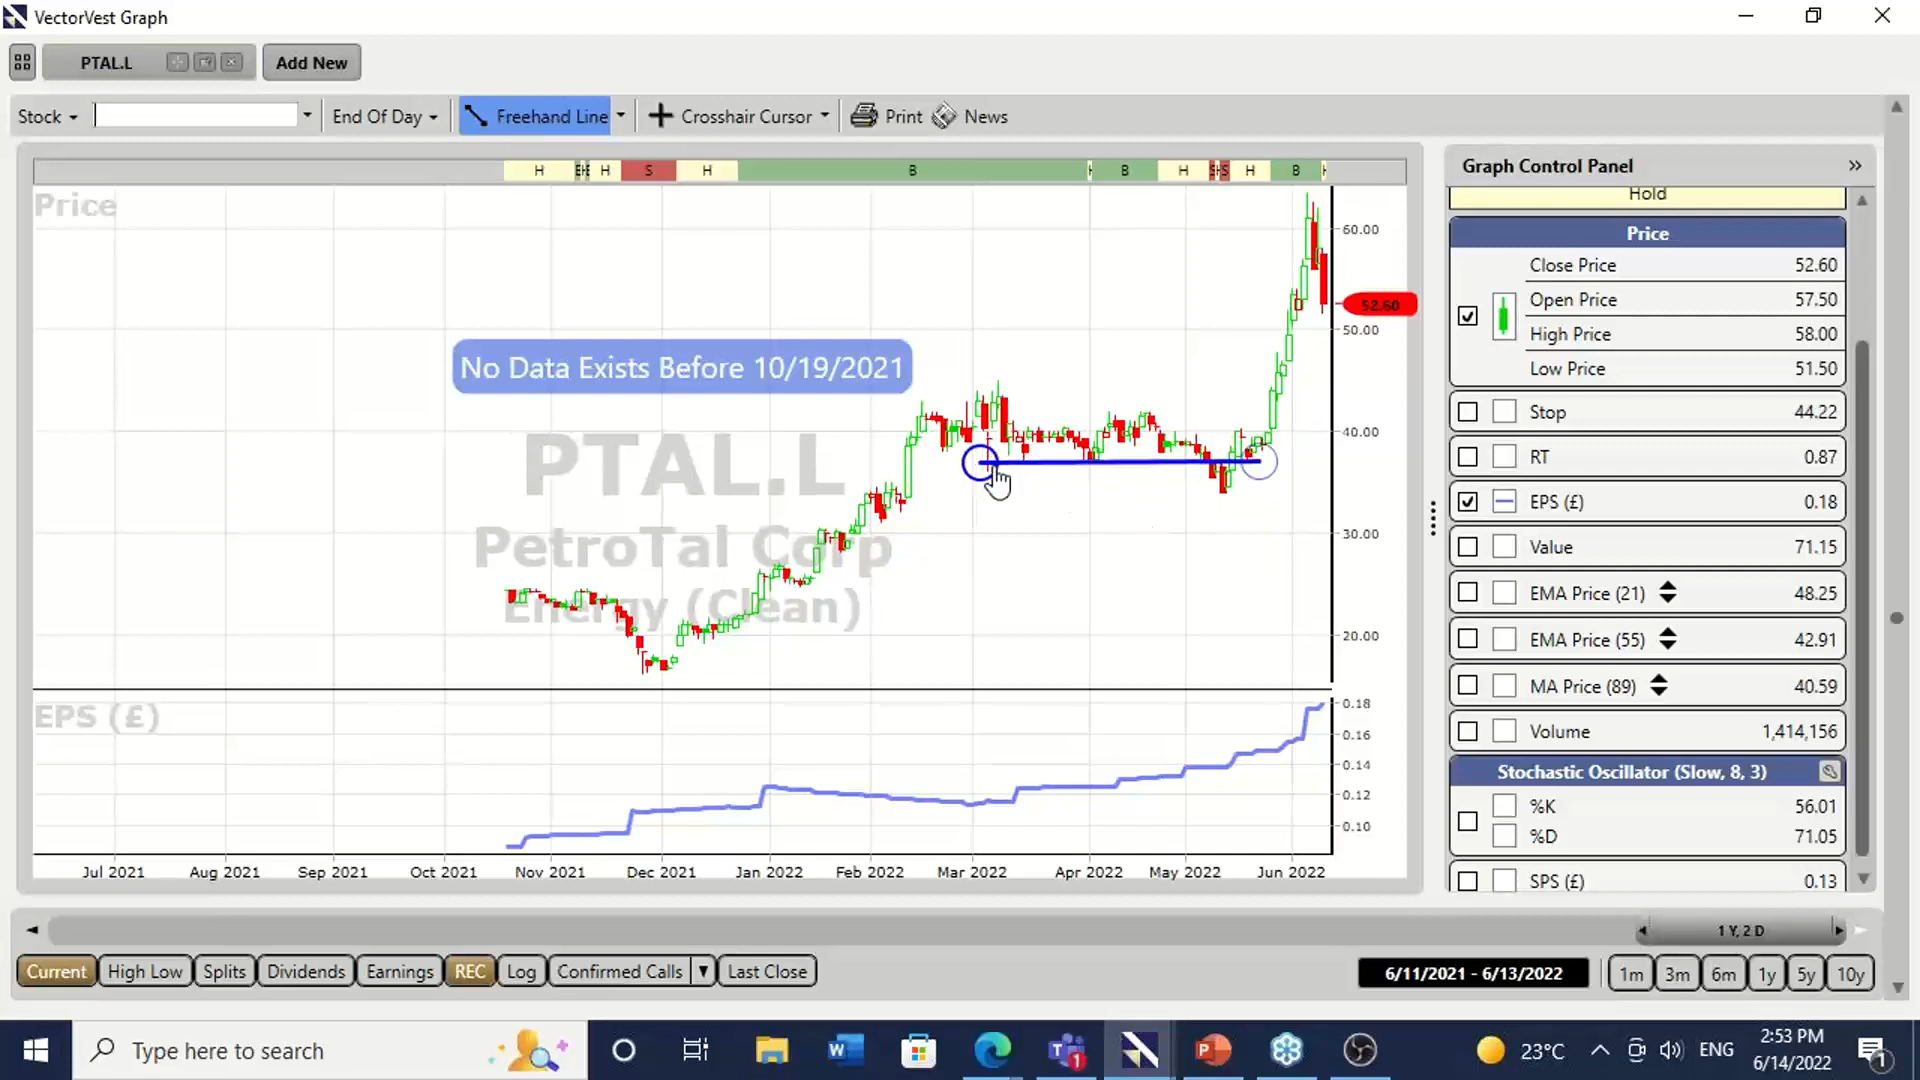 VectorVest Graph
PTAL.L
Add New
Stock
End Of Day
Freehand Line
Crosshair Cursor
Print
News
H H S H B B H S S H B
Price
60.00
50.00
40.00
30.00
20.00
52.60
No Data Exists Before 10/19/2021
PTAL.L
PetroTal Corp
Energy (Clean)
EPS (£)
0.18
0.16
0.14
0.12
0.10
Jul 2021 Aug 2021 Sep 2021 Oct 2021 Nov 2021 Dec 2021 Jan 2022 Feb 2022 Mar 2022 Apr 2022 May 2022 Jun 2022
Graph Control Panel
Hold
Price
Close Price 52.60
Open Price 57.50
High Price 58.00
Low Price 51.50
Stop 44.22
RT 0.87
EPS (£) 0.18
Value 71.15
EMA Price (21) 48.25
EMA Price (55) 42.91
MA Price (89) 40.59
Volume 1,414,156
Stochastic Oscillator (Slow, 8, 3)
%K 56.01
%D 71.05
SPS (£) 0.13
1 Y, 2 D
Current High Low Splits Dividends Earnings REC Log Confirmed Calls Last Close
6/11/2021 - 6/13/2022
1m 3m 6m 1y 5y 10y
Type here to search
23°C
ENG
2:53 PM
6/14/2022
1
1